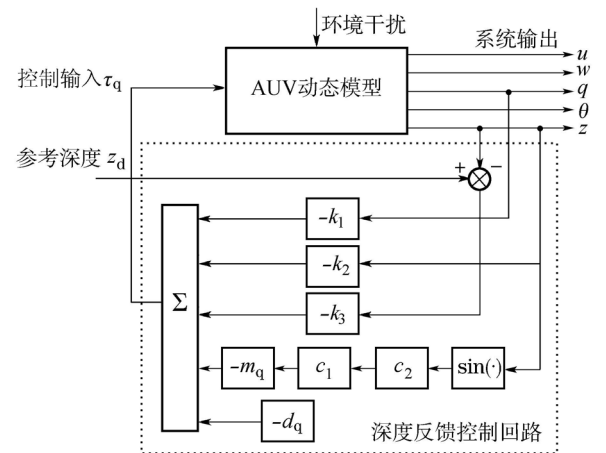 环境干扰
系统输出
u
w
控制输入τq
AUV动态模型
q
θ
z
参考深度 zd
+
−
−k1
−k2
Σ
−k3
−mq
c1
c2
sin(·)
−dq
深度反馈控制回路